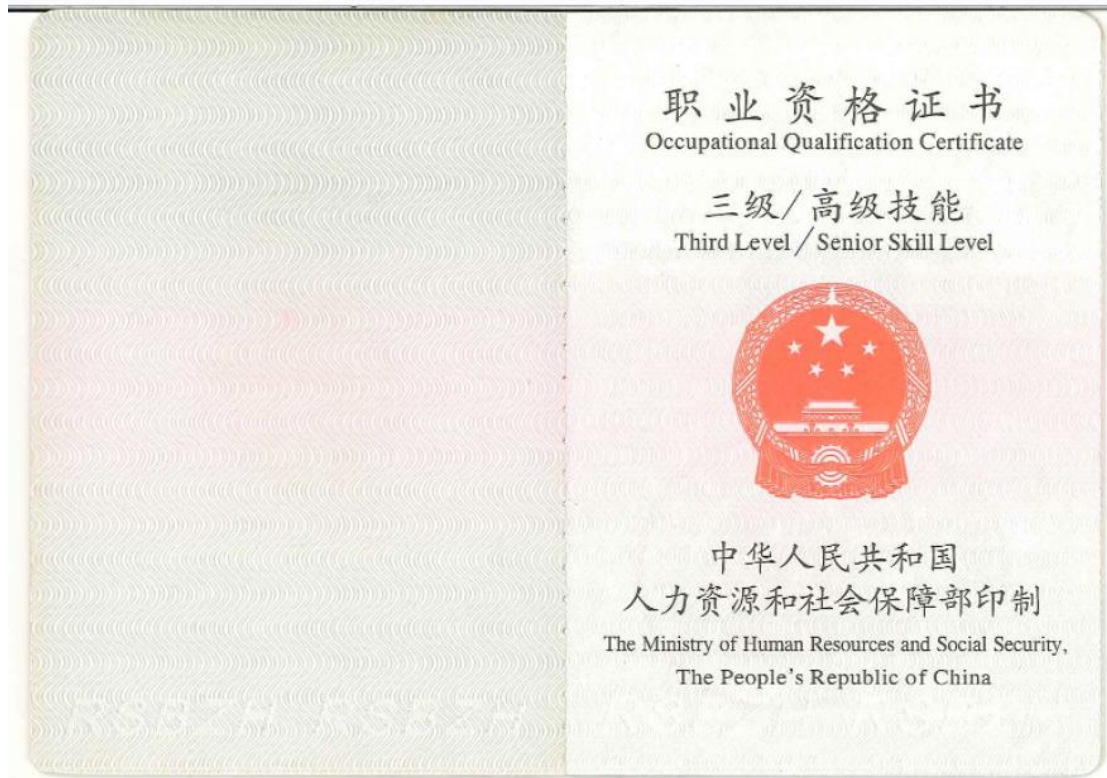 职业资格证书
Occupational Qualification Certificate
三级/高级技能
Third Level/Senior Skill Level
中华人民共和国
人力资源和社会保障部印制
The Ministry of Human Resources and Social Security,
The People's Republic of China